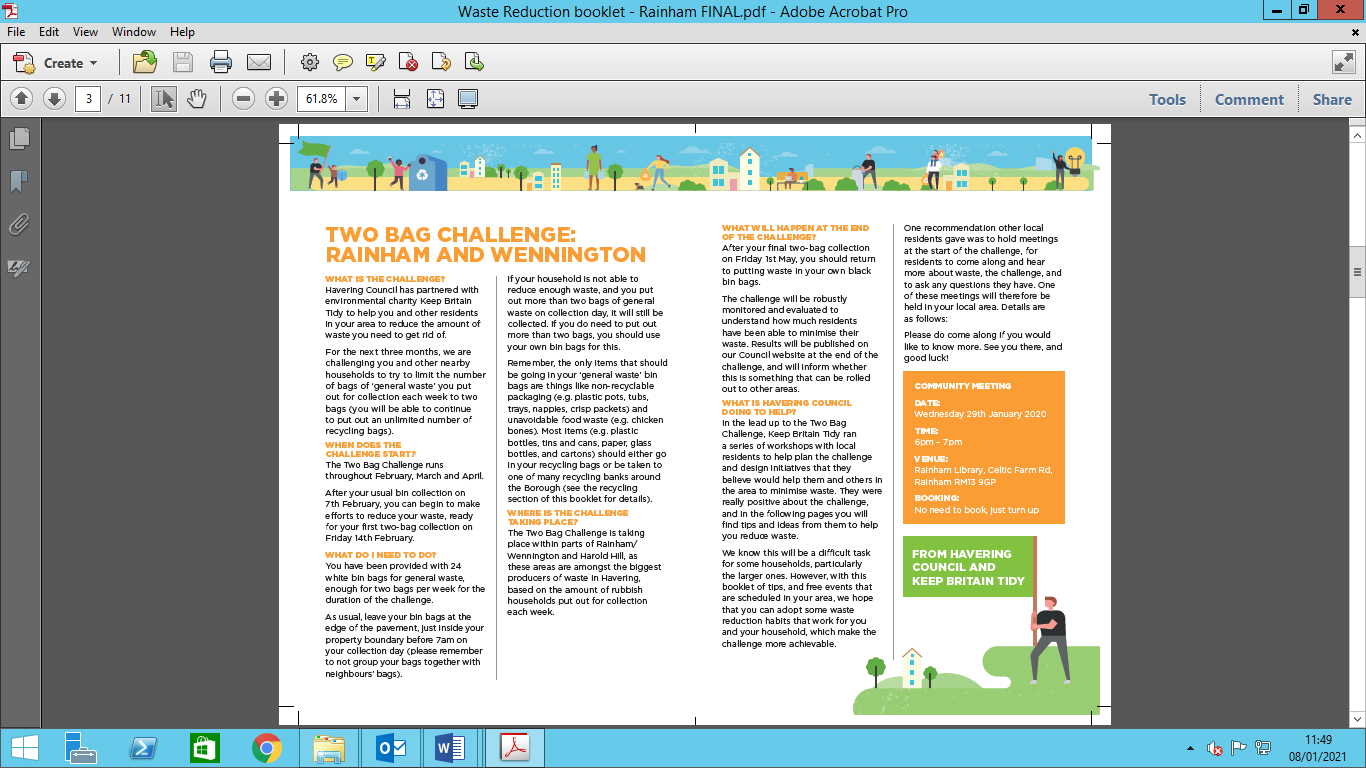 Waste Reduction booklet - Rainham FINAL.pdf - Adobe Acrobat Pro
File Edit View Window Help
Create
3 / 11
61.8%
Tools Comment Share
TWO BAG CHALLENGE:
RAINHAM AND WENNINGTON
WHAT IS THE CHALLENGE?
Havering Council has partnered with
environmental charity Keep Britain
Tidy to help you and other residents
in your area to reduce the amount of
waste you need to get rid of.
For the next three months, we are
challenging you and other nearby
households to try to limit the number
of bags of 'general waste' you put
out for collection each week to two
bags (you will be able to continue
to put out an unlimited number of
recycling bags).
WHEN DOES THE
CHALLENGE START?
The Two Bag Challenge runs
throughout February, March and April.
After your usual bin collection on
7th February, you can begin to make
efforts to reduce your waste, ready
for your first two-bag collection on
Friday 14th February.
WHAT DO I NEED TO DO?
You have been provided with 24
white bin bags for general waste,
enough for two bags per week for the
duration of the challenge.
As usual, leave your bin bags at the
edge of the pavement, just inside your
property boundary before 7am on
your collection day (please remember
to not group your bags together with
neighbours' bags).
If your household is not able to
reduce enough waste, and you put
out more than two bags of general
waste on collection day, it will still be
collected. If you do need to put out
more than two bags, you should use
your own bin bags for this.
Remember, the only items that should
be going in your 'general waste' bin
bags are things like non-recyclable
packaging (e.g. plastic pots, tubs,
trays, nappies, crisp packets) and
unavoidable food waste (e.g. chicken
bones). Most items (e.g. plastic
bottles, tins and cans, paper, glass
bottles, and cartons) should either go
in your recycling bags or be taken to
one of many recycling banks around
the Borough (see the recycling
section of this booklet for details).
WHERE IS THE CHALLENGE
TAKING PLACE?
The Two Bag Challenge is taking
place within parts of Rainham/
Wennington and Harold Hill, as
these areas are amongst the biggest
producers of waste in Havering,
based on the amount of rubbish
households put out for collection
each week.
WHAT WILL HAPPEN AT THE END
OF THE CHALLENGE?
After your final two-bag collection
on Friday 1st May, you should return
to putting waste in your own black
bin bags.
The challenge will be robustly
monitored and evaluated to
understand how much residents
have been able to minimise their
waste. Results will be published on
our Council website at the end of the
challenge, and will inform whether
this is something that can be rolled
out to other areas.
WHAT IS HAVERING COUNCIL
DOING TO HELP?
In the lead up to the Two Bag
Challenge, Keep Britain Tidy ran
a series of workshops with local
residents to help plan the challenge
and design initiatives that they
believe would help them and others in
the area to minimise waste. They were
really positive about the challenge,
and in the following pages you will
find tips and ideas from them to help
you reduce waste.
We know this will be a difficult task
for some households, particularly
the larger ones. However, with this
booklet of tips, and free events that
are scheduled in your area, we hope
that you can adopt some waste
reduction habits that work for you
and your household, which make the
challenge more achievable.
One recommendation other local
residents gave was to hold meetings
at the start of the challenge, for
residents to come along and hear
more about waste, the challenge, and
to ask any questions they have. One
of these meetings will therefore be
held in your local area. Details are
as follows:
Please do come along if you would
like to know more. See you there, and
good luck!
COMMUNITY MEETING
DATE:
Wednesday 29th January 2020
TIME:
6pm – 7pm
VENUE:
Rainham Library, Celtic Farm Rd,
Rainham RM13 9GP
BOOKING:
No need to book, just turn up
FROM HAVERING
COUNCIL AND
KEEP BRITAIN TIDY
11:49
08/01/2021